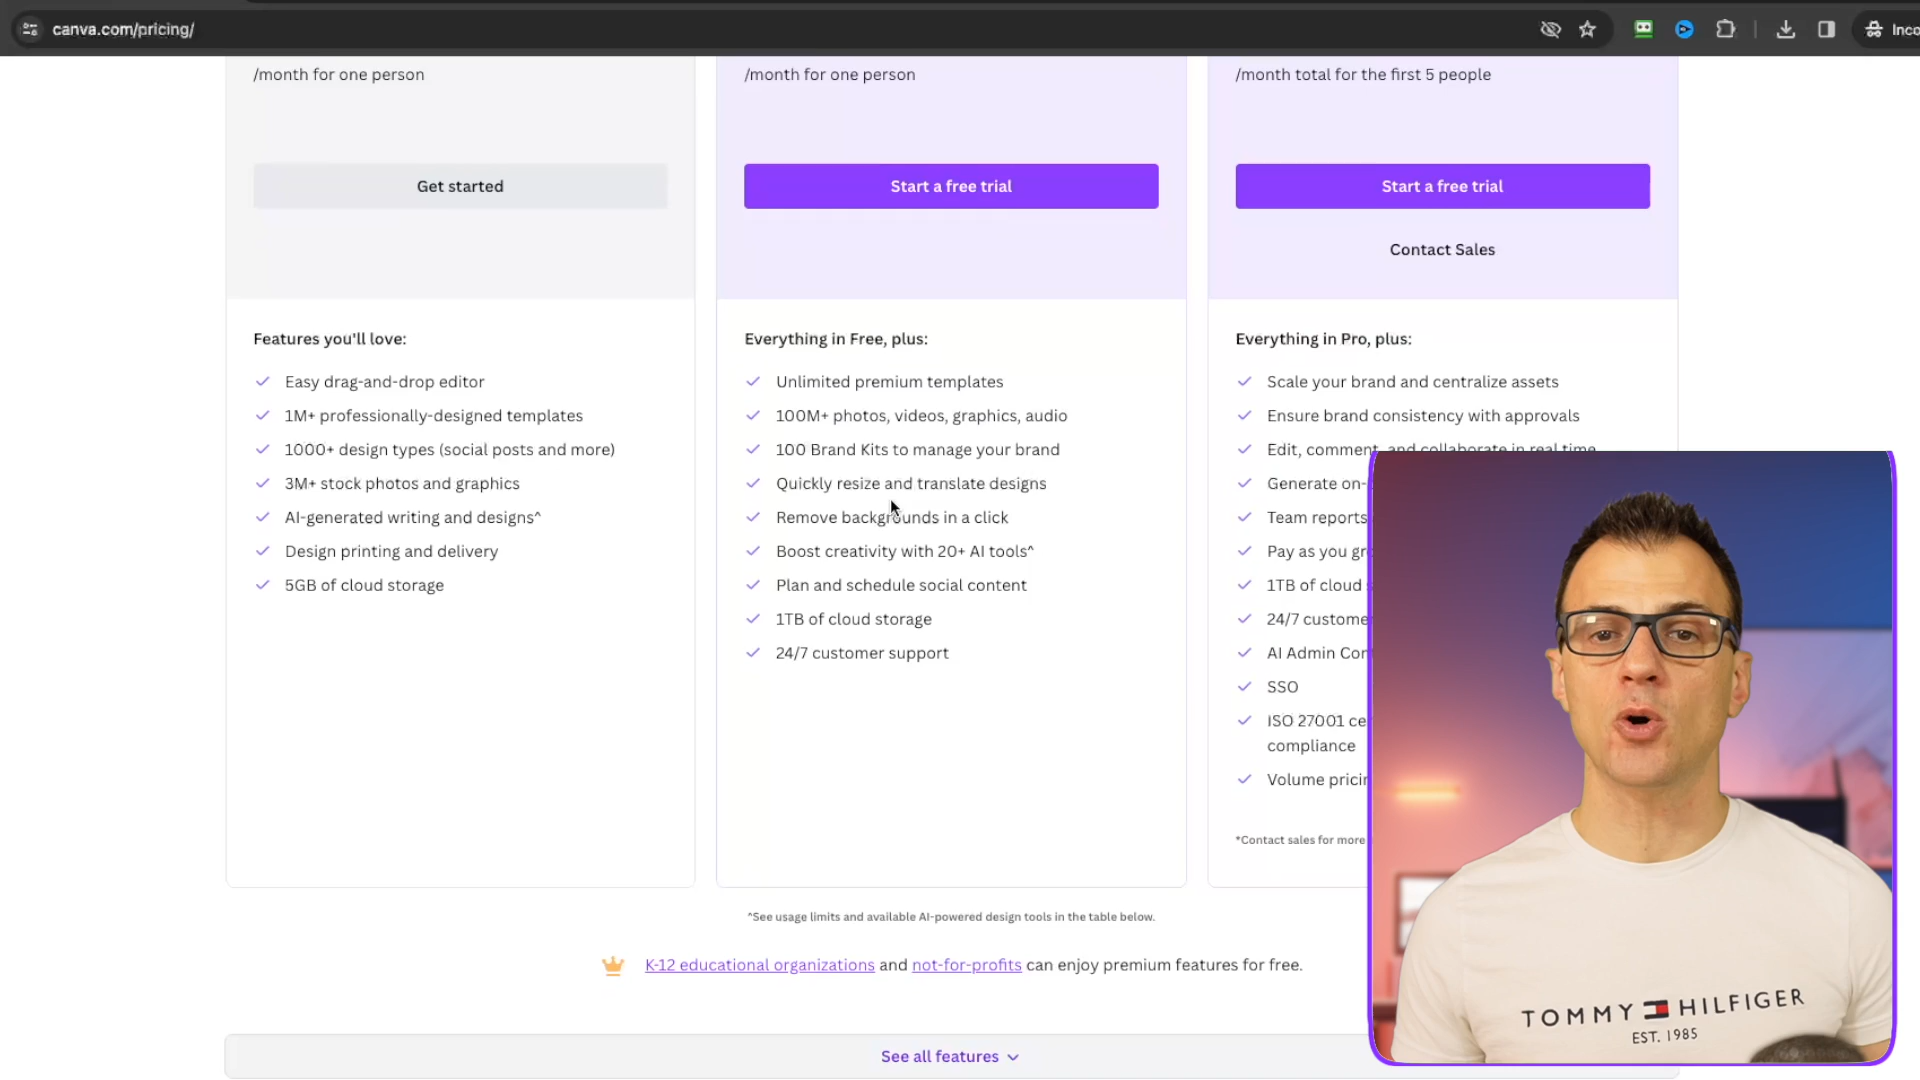 canva.com/pricing/
/month for one person
/month for one person
/month total for the first 5 people
Get started
Start a free trial
Start a free trial
Contact Sales
Features you'll love:
Easy drag-and-drop editor
1M+ professionally-designed templates
1000+ design types (social posts and more)
3M+ stock photos and graphics
AI-generated writing and designs^
Design printing and delivery
5GB of cloud storage
Everything in Free, plus:
Unlimited premium templates
100M+ photos, videos, graphics, audio
100 Brand Kits to manage your brand
Quickly resize and translate designs
Remove backgrounds in a click
Boost creativity with 20+ AI tools^
Plan and schedule social content
1TB of cloud storage
24/7 customer support
Everything in Pro, plus:
Scale your brand and centralize assets
Ensure brand consistency with approvals
Edit, comment, and collaborate in real time
Generate on-
Team reports
Pay as you
1TB of cloud
24/7
AI Admin
SSO
ISO 27001
compliance
Volume
*Contact sales for more
^See usage limits and available AI-powered design tools in the table below.
K-12 educational organizations and not-for-profits can enjoy premium features for free.
See all features
TOMMY HILFIGER
EST. 1985